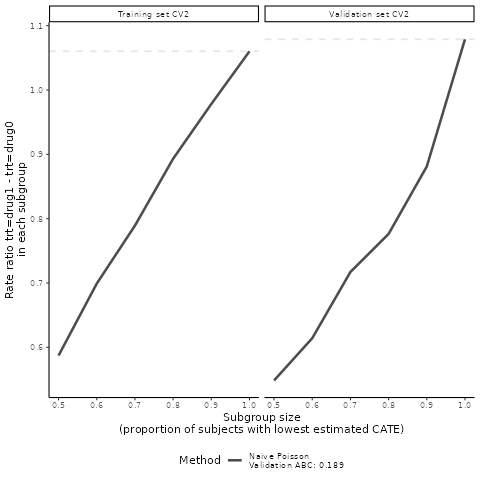 Training set CV2
Validation set CV2
Rate ratio trt=drug1 - trt=drug0
in each subgroup
1.1
1.0
0.9
0.8
0.7
0.6
0.5 0.6 0.7 0.8 0.9 1.0
0.5 0.6 0.7 0.8 0.9 1.0
Subgroup size
(proportion of subjects with lowest estimated CATE)
Method
Naive Poisson
Validation ABC: 0.189